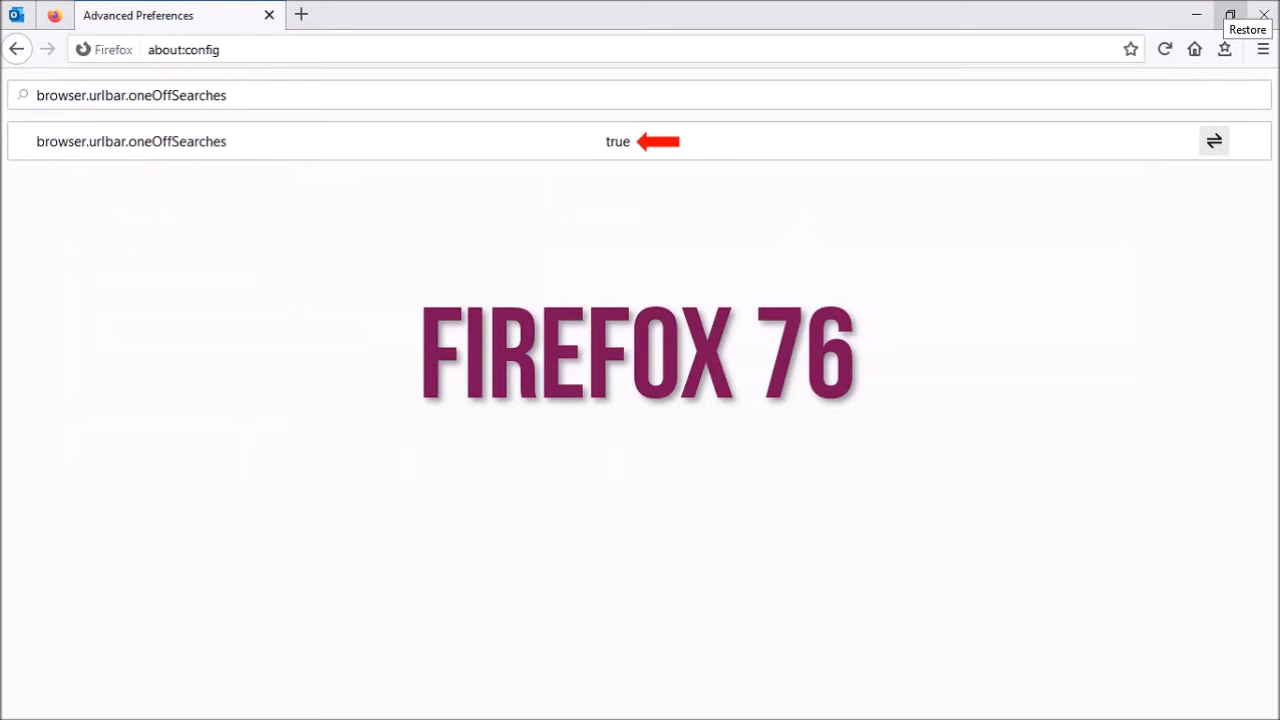 Advanced Preferences
Restore
Firefox
about:config
browser.urlbar.oneOffSearches
browser.urlbar.oneOffSearches true
FIREFOX 76